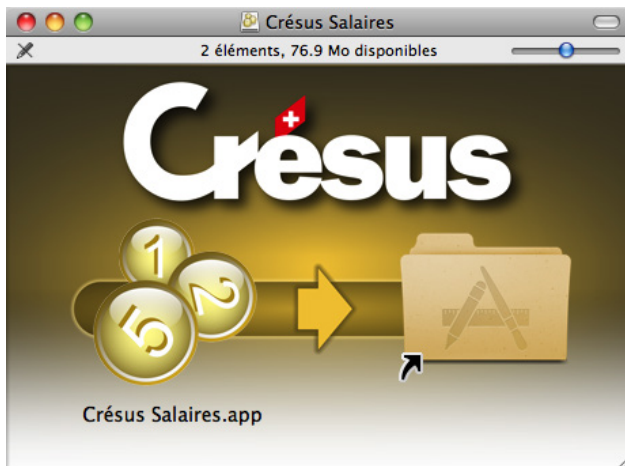 Crésus Salaires
2 éléments, 76.9 Mo disponibles
Crésus
1
2
5
Crésus Salaires.app